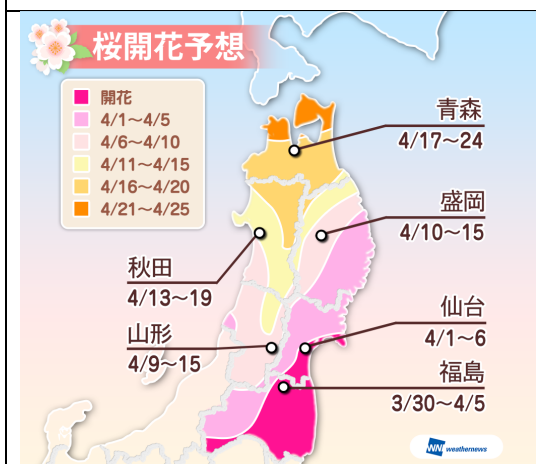 桜開花予想
開花
4/1～4/5
4/6～4/10
4/11～4/15
4/16～4/20
4/21～4/25
青森
4/17～24
盛岡
4/10～15
秋田
4/13～19
仙台
4/1～6
山形
4/9～15
福島
3/30～4/5
WNI weathernews